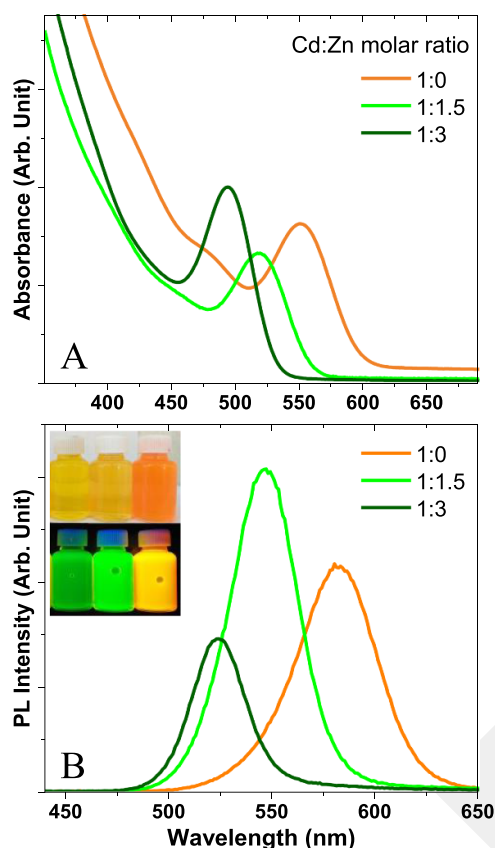 Absorbance (Arb. Unit)
Cd:Zn molar ratio
1:0
1:1.5
1:3
A
400 450 500 550 600 650
PL Intensity (Arb. Unit)
1:0
1:1.5
1:3
B
450 500 550 600 650
Wavelength (nm)